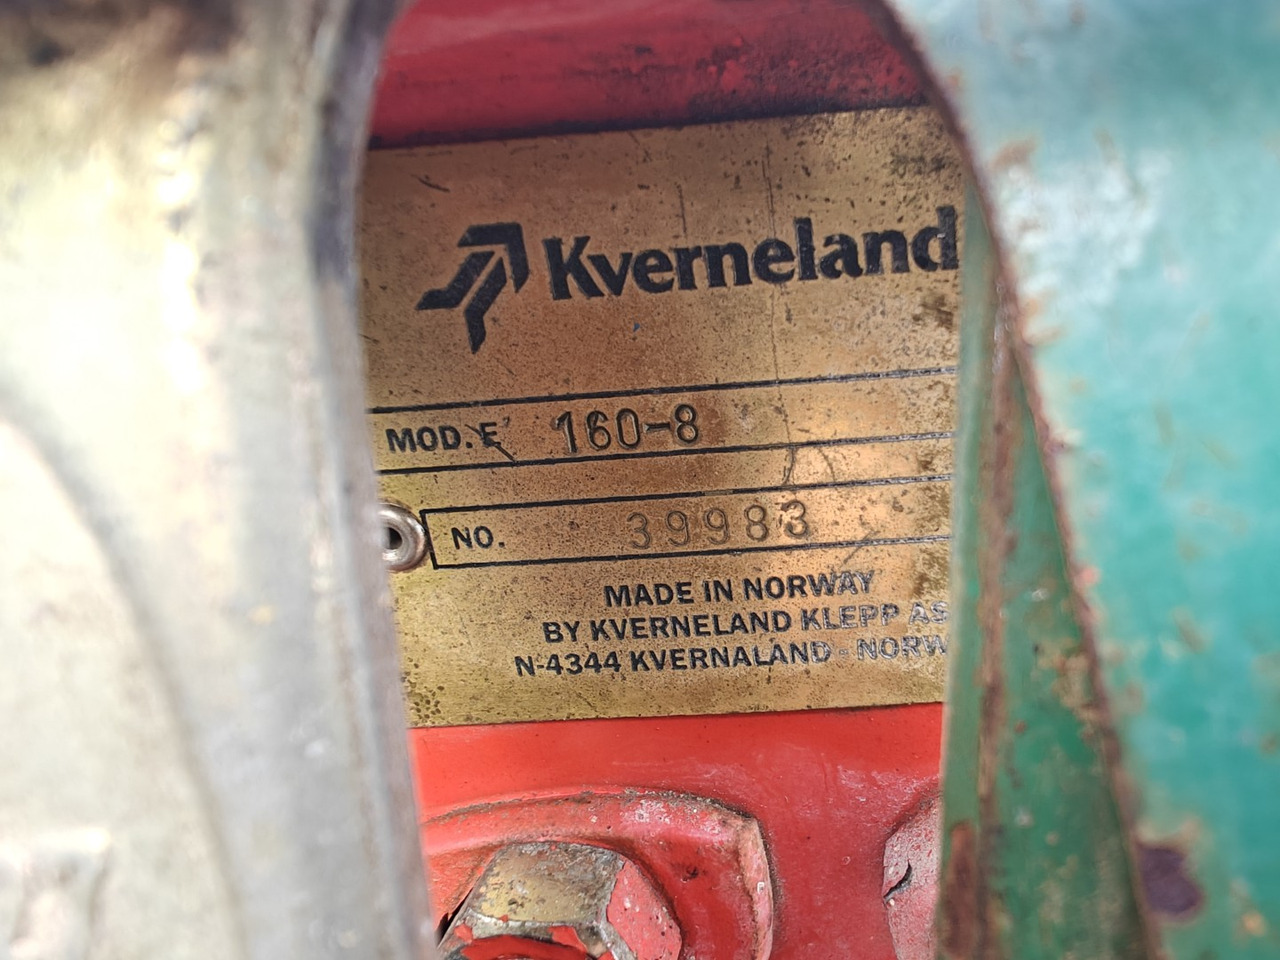 Kverneland
MOD. E 160-8
NO. 39983
MADE IN NORWAY
BY KVERNELAND KLEPP AS
N-4344 KVERNALAND - NORW